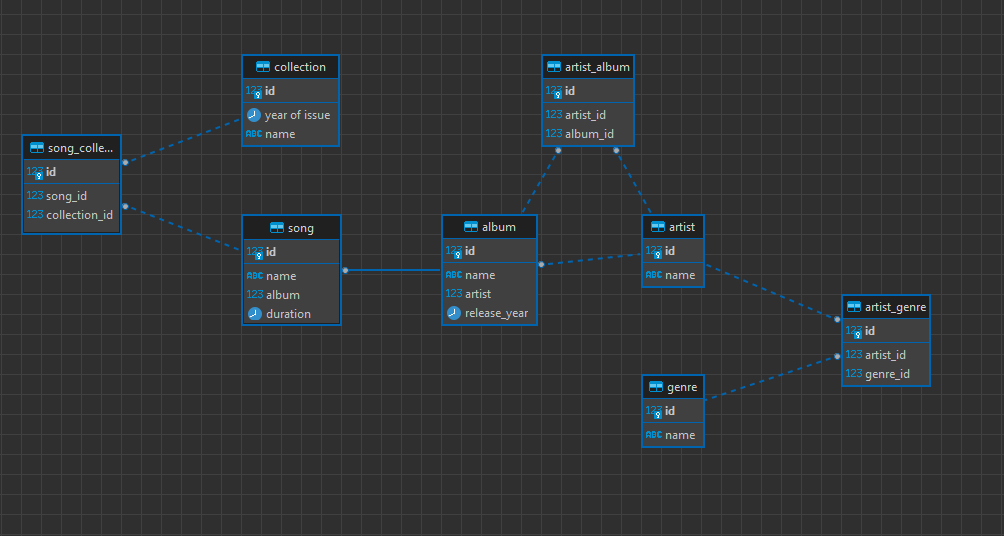 collection
123 id
year of issue
ABC name
artist_album
123 id
123 artist_id
123 album_id
song_colle...
123 id
123 song_id
123 collection_id
song
123 id
ABC name
123 album
duration
album
123 id
ABC name
123 artist
release_year
artist
123 id
ABC name
artist_genre
123 id
123 artist_id
123 genre_id
genre
123 id
ABC name